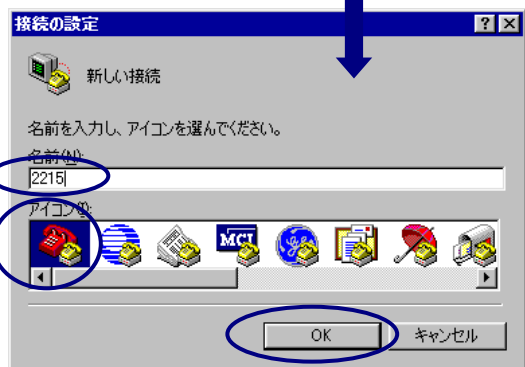 接続の設定
新しい接続
名前を入力し、アイコンを選んでください。
名前(N):
2215
アイコン(I):
MCI
OK
キャンセル